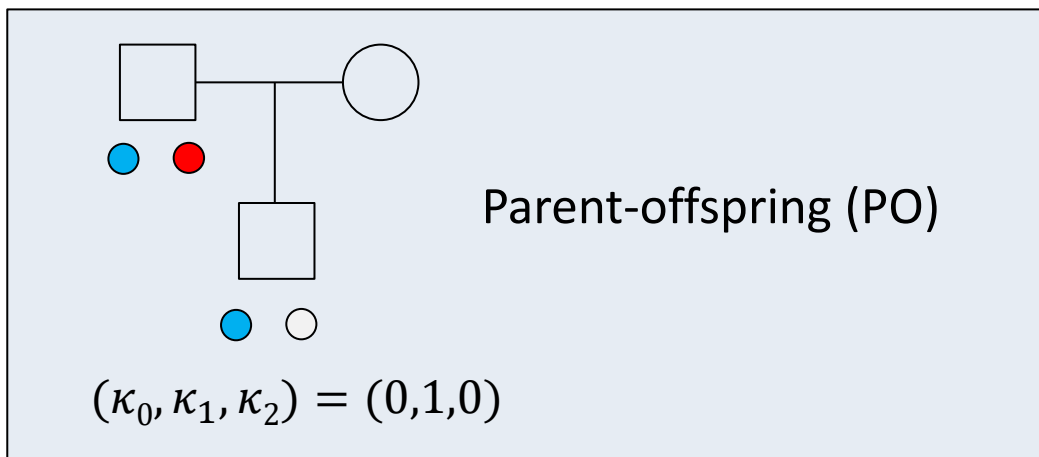 Parent-offspring (PO)
(κ₀, κ₁, κ₂) = (0,1,0)